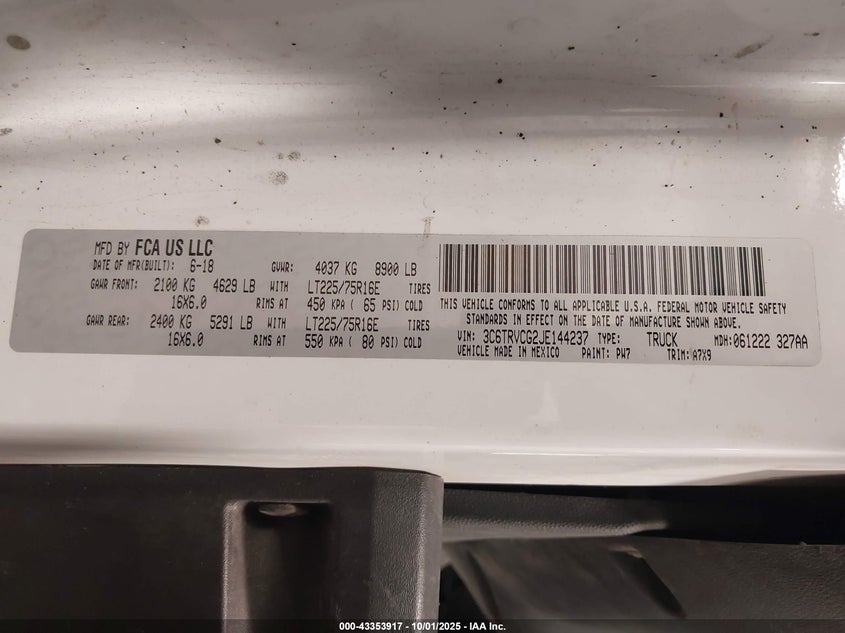 MFD BY FCA US LLC
DATE OF MFR(BUILT): 6-18 GVWR: 4037 KG 8900 LB
GAWR FRONT: 2100 KG 4629 LB WITH LT225/75R16E TIRES
16X6.0 RIMS AT 450 KPA ( 65 PSI) COLD
GAWR REAR: 2400 KG 5291 LB WITH LT225/75R16E TIRES
16X6.0 RIMS AT 550 KPA ( 80 PSI) COLD
THIS VEHICLE CONFORMS TO ALL APPLICABLE U.S.A. FEDERAL MOTOR VEHICLE SAFETY
STANDARDS IN EFFECT ON THE DATE OF MANUFACTURE SHOWN ABOVE.
VIN: 3C6TRVCG2JE144237 TYPE: TRUCK MDH: 061222 327AA
VEHICLE MADE IN MEXICO PAINT: PW7 TRIM: A7X9
000-43353917 - 10/01/2025 - IAA Inc.